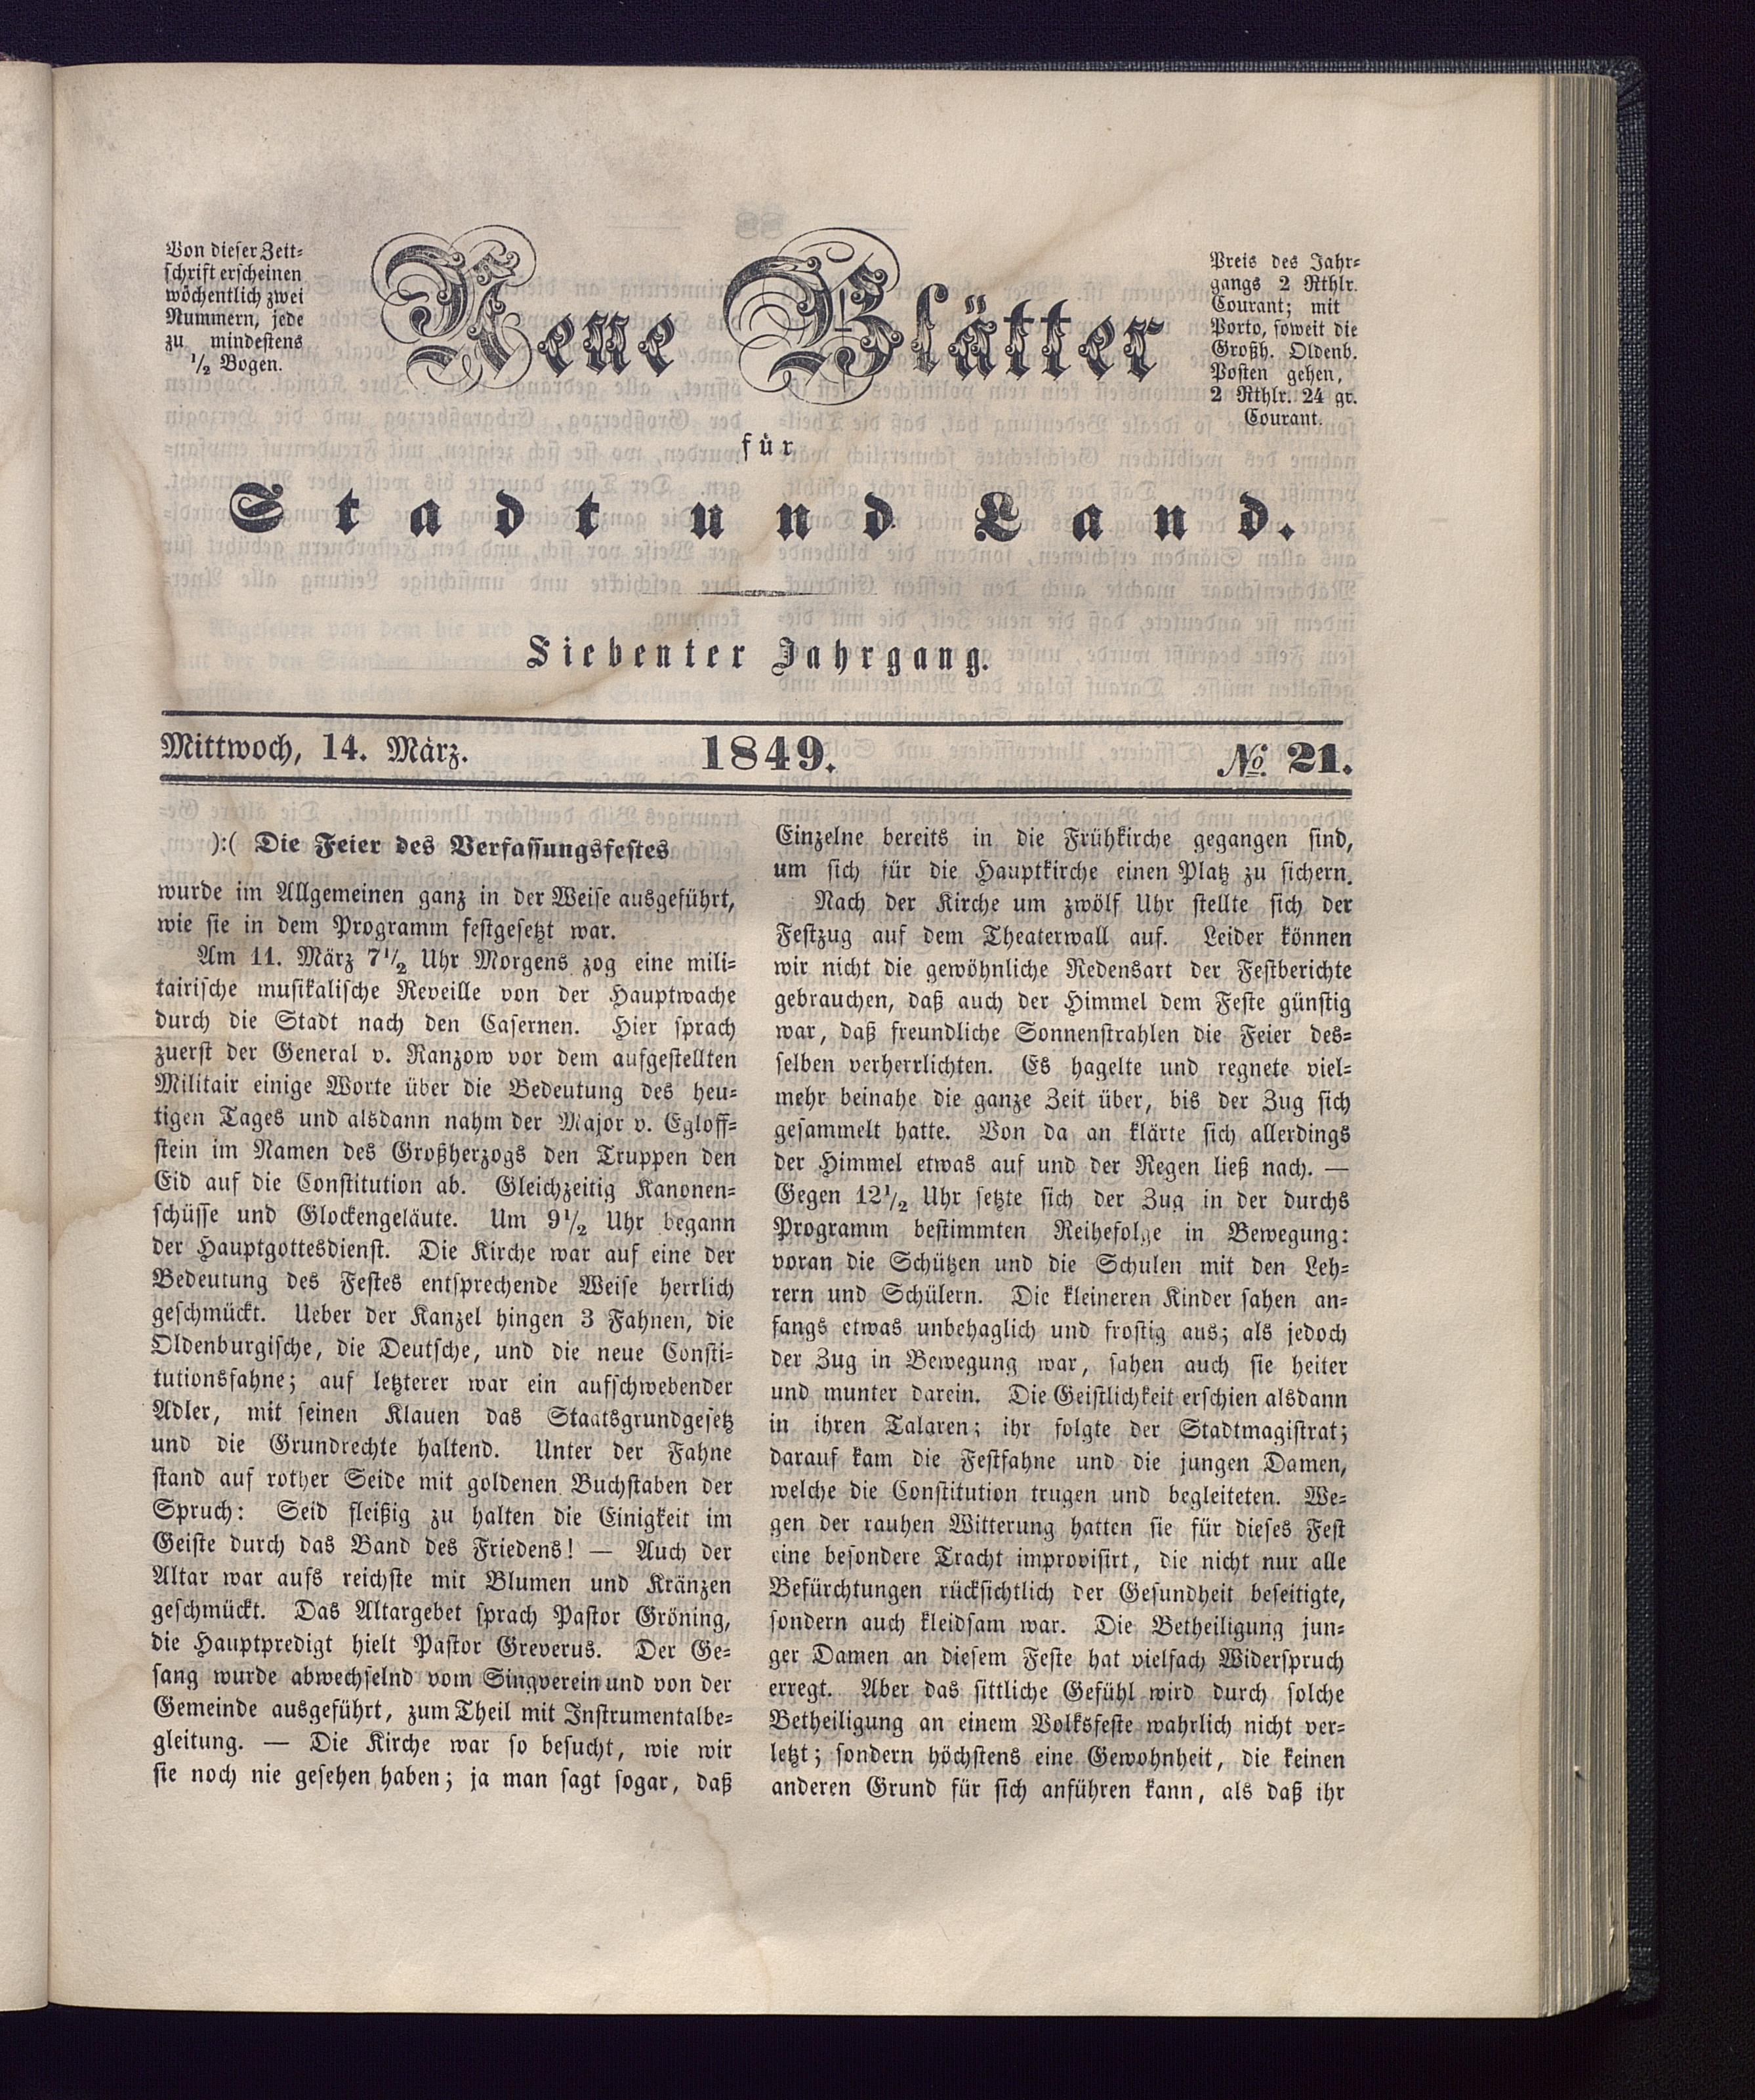 Von dieser Zeit-
schrift erscheinen
wöchentlich zwei
Nummern, jede
zu mindestens
1/2 Bogen.
Neue Blätter
Preis des Jahr-
gangs 2 Rthlr.
Courant; mit
Porto, soweit die
Großh. Oldenb.
Posten gehen,
2 Rthlr. 24 gr.
Courant.
für
Stadt und Land.
Siebenter Jahrgang.
Mittwoch, 14. März. 1849. № 21.
):( Die Feier des Verfassungsfestes
wurde im Allgemeinen ganz in der Weise ausgeführt,
wie sie in dem Programm festgesetzt war.
Am 11. März 7 1/2 Uhr Morgens zog eine mili-
tairische musikalische Reveille von der Hauptwache
durch die Stadt nach den Casernen. Hier sprach
zuerst der General v. Ranzow vor dem aufgestellten
Militair einige Worte über die Bedeutung des heu-
tigen Tages und alsdann nahm der Major v. Egloff-
stein im Namen des Großherzogs den Truppen den
Eid auf die Constitution ab. Gleichzeitig Kanonen-
schüsse und Glockengeläute. Um 9 1/2 Uhr begann
der Hauptgottesdienst. Die Kirche war auf eine der
Bedeutung des Festes entsprechende Weise herrlich
geschmückt. Ueber der Kanzel hingen 3 Fahnen, die
Oldenburgische, die Deutsche, und die neue Consti-
tutionsfahne; auf letzterer war ein aufschwebender
Adler, mit seinen Klauen das Staatsgrundgesetz
und die Grundrechte haltend. Unter der Fahne
stand auf rother Seide mit goldenen Buchstaben der
Spruch: Seid fleißig zu halten die Einigkeit im
Geiste durch das Band des Friedens! — Auch der
Altar war aufs reichste mit Blumen und Kränzen
geschmückt. Das Altargebet sprach Pastor Gröning,
die Hauptpredigt hielt Pastor Greverus. Der Ge-
sang wurde abwechselnd vom Singverein und von der
Gemeinde ausgeführt, zum Theil mit Instrumentalbe-
gleitung. — Die Kirche war so besucht, wie wir
sie noch nie gesehen haben; ja man sagt sogar, daß
Einzelne bereits in die Frühkirche gegangen sind,
um sich für die Hauptkirche einen Platz zu sichern.
Nach der Kirche um zwölf Uhr stellte sich der
Festzug auf dem Theaterwall auf. Leider können
wir nicht die gewöhnliche Redensart der Festberichte
gebrauchen, daß auch der Himmel dem Feste günstig
war, daß freundliche Sonnenstrahlen die Feier des-
selben verherrlichten. Es hagelte und regnete viel-
mehr beinahe die ganze Zeit über, bis der Zug sich
gesammelt hatte. Von da an klärte sich allerdings
der Himmel etwas auf und der Regen ließ nach. —
Gegen 12 1/2 Uhr setzte sich der Zug in der durchs
Programm bestimmten Reihefolge in Bewegung:
voran die Schützen und die Schulen mit den Leh-
rern und Schülern. Die kleineren Kinder sahen an-
fangs etwas unbehaglich und frostig aus; als jedoch
der Zug in Bewegung war, sahen auch sie heiter
und munter darein. Die Geistlichkeit erschien alsdann
in ihren Talaren; ihr folgte der Stadtmagistrat;
darauf kam die Festfahne und die jungen Damen,
welche die Constitution trugen und begleiteten. We-
gen der rauhen Witterung hatten sie für dieses Fest
eine besondere Tracht improvisirt, die nicht nur alle
Befürchtungen rücksichtlich der Gesundheit beseitigte,
sondern auch kleidsam war. Die Betheiligung jun-
ger Damen an diesem Feste hat vielfach Widerspruch
erregt. Aber das sittliche Gefühl wird durch solche
Betheiligung an einem Volksfeste wahrlich nicht ver-
letzt; sondern höchstens eine Gewohnheit, die keinen
anderen Grund für sich anführen kann, als daß ihr